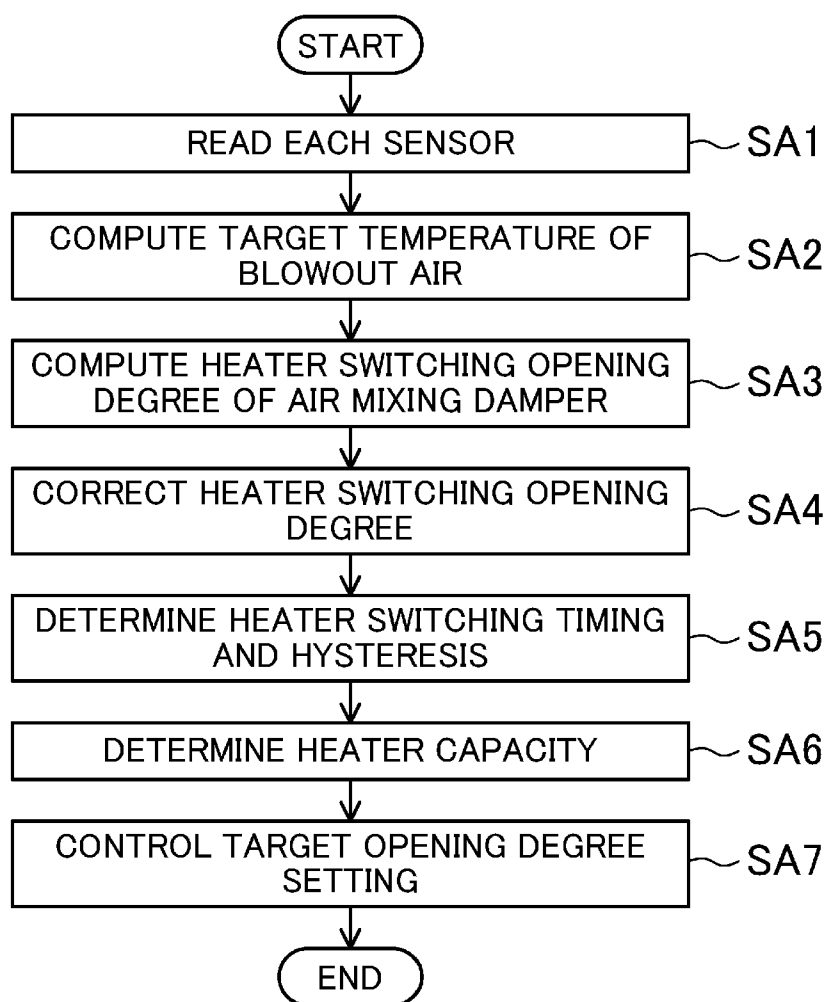 START
READ EACH SENSOR
SA1
COMPUTE TARGET TEMPERATURE OF
BLOWOUT AIR
SA2
COMPUTE HEATER SWITCHING OPENING
DEGREE OF AIR MIXING DAMPER
SA3
CORRECT HEATER SWITCHING OPENING
DEGREE
SA4
DETERMINE HEATER SWITCHING TIMING
AND HYSTERESIS
SA5
DETERMINE HEATER CAPACITY
SA6
CONTROL TARGET OPENING DEGREE
SETTING
SA7
END